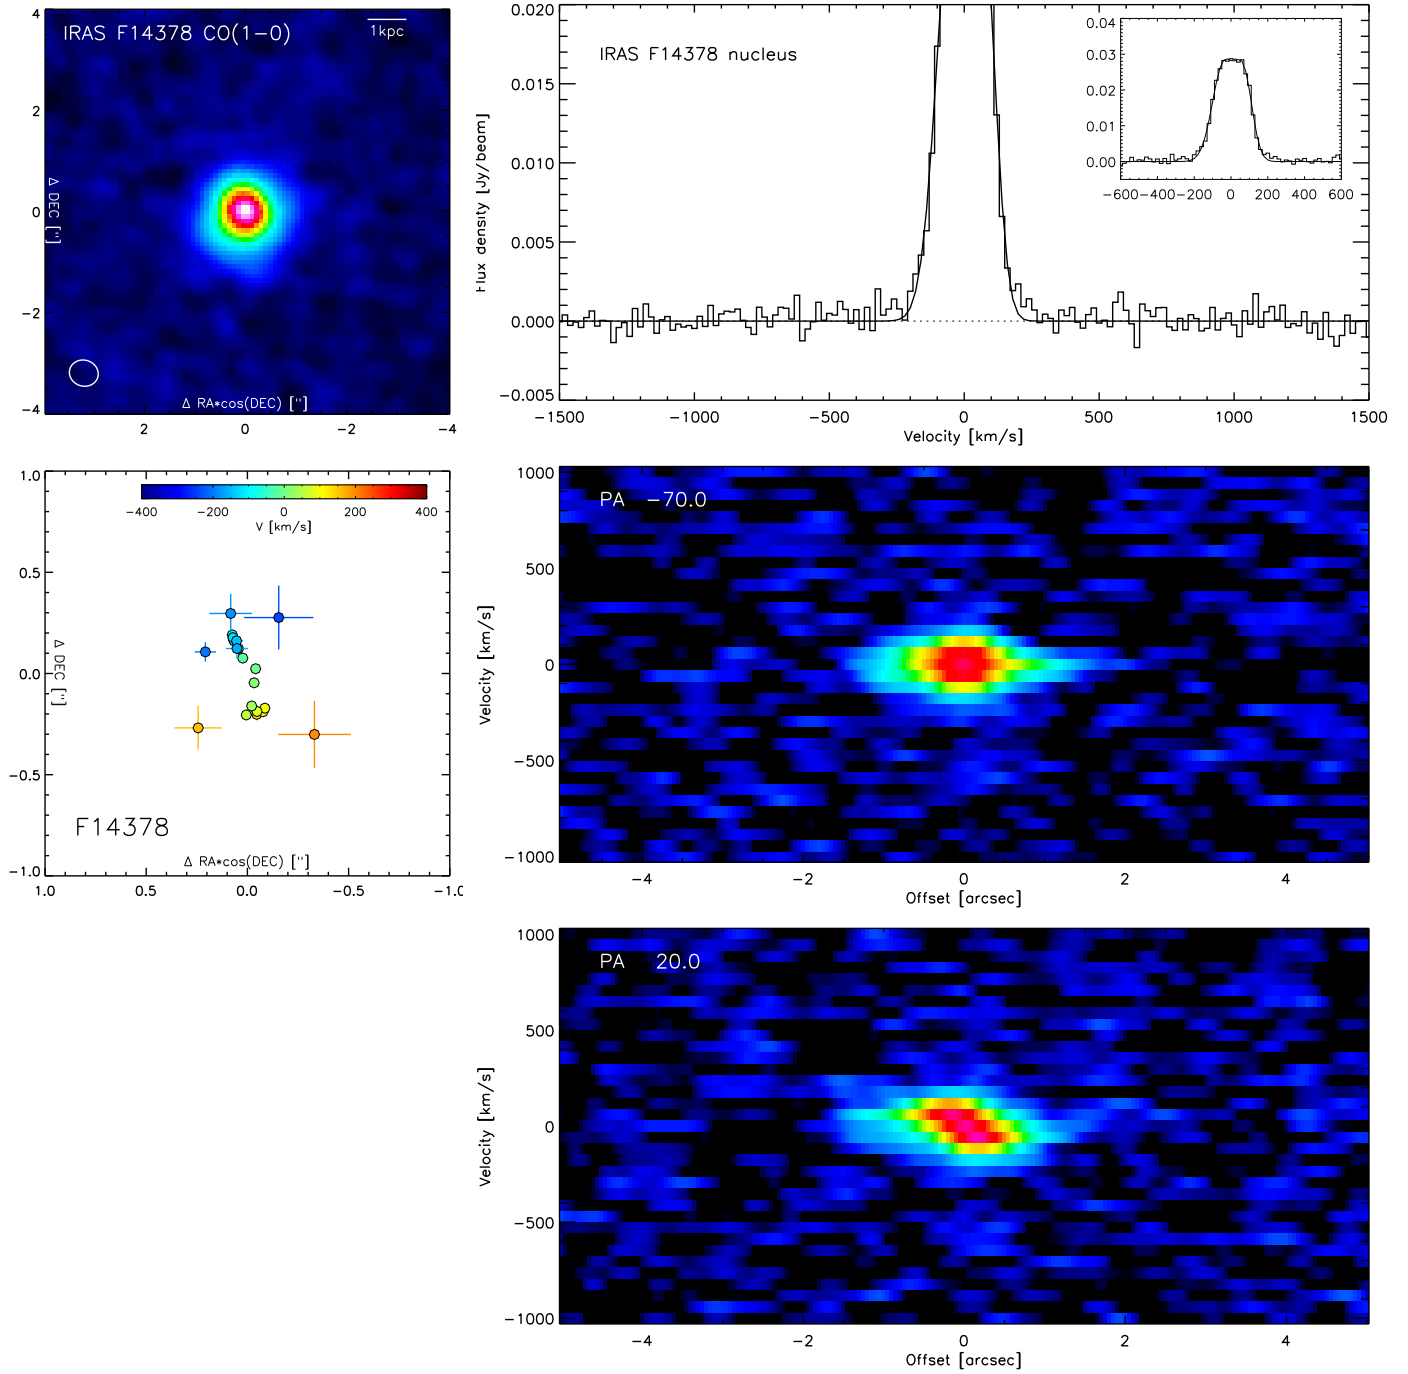 IRAS F14378 CO(1-0)
1kpc
4
2
0
-2
-4
Δ DEC ["]
Δ RA*cos(DEC) ["]
2 0 -2 -4
IRAS F14378 nucleus
Flux density [Jy/beam]
0.020
0.015
0.010
0.005
0.000
-0.005
-1500 -1000 -500 0 500 1000 1500
Velocity [km/s]
0.04
0.03
0.02
0.01
0.00
-600 -400 -200 0 200 400 600
1.0
0.5
0.0
-0.5
-1.0
-400 -200 0 200 400
V [km/s]
Δ DEC ["]
F14378
Δ RA*cos(DEC) ["]
1.0 0.5 0.0 -0.5 -1.0
PA -70.0
Velocity [km/s]
1000
500
0
-500
-1000
-4 -2 0 2 4
Offset [arcsec]
PA 20.0
Velocity [km/s]
1000
500
0
-500
-1000
-4 -2 0 2 4
Offset [arcsec]